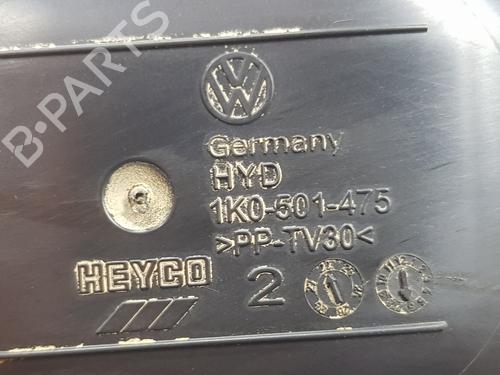 B-PARTS
Germany
HYD
1K0-501-475
>PP-TV30<
HEYCO
2